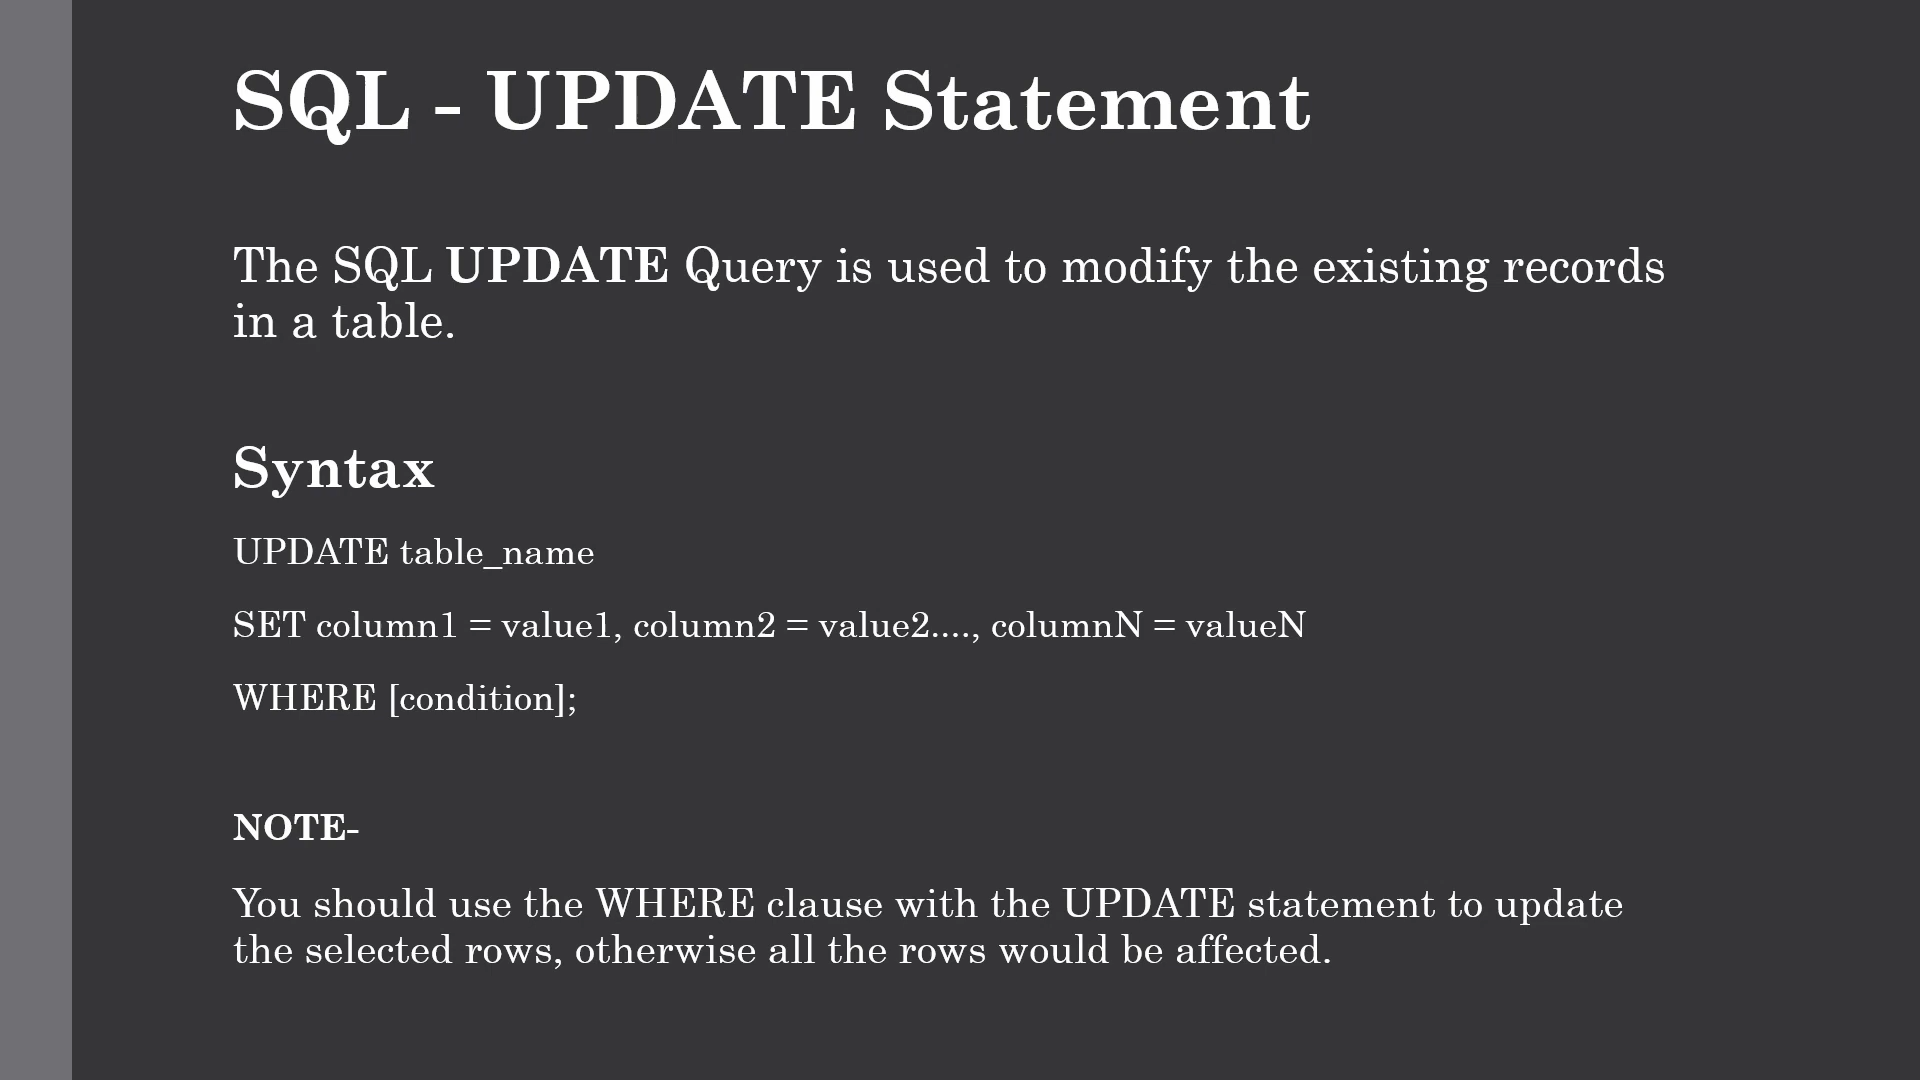 SQL - UPDATE Statement
The SQL UPDATE Query is used to modify the existing records
in a table.
Syntax
UPDATE table_name
SET column1 = value1, column2 = value2...., columnN = valueN
WHERE [condition];
NOTE-
You should use the WHERE clause with the UPDATE statement to update
the selected rows, otherwise all the rows would be affected.